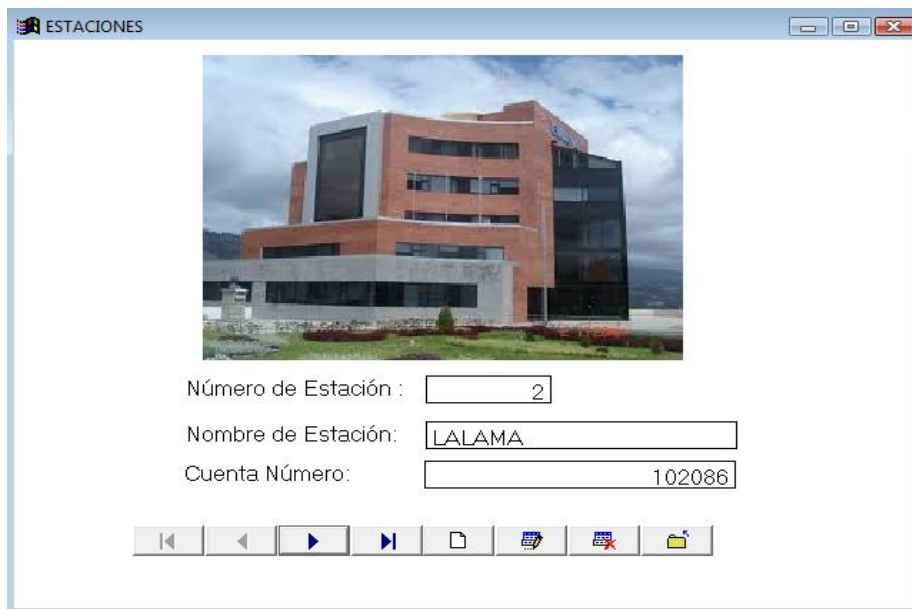 ESTACIONES
Número de Estación : 2
Nombre de Estación: LALAMA
Cuenta Número: 102086